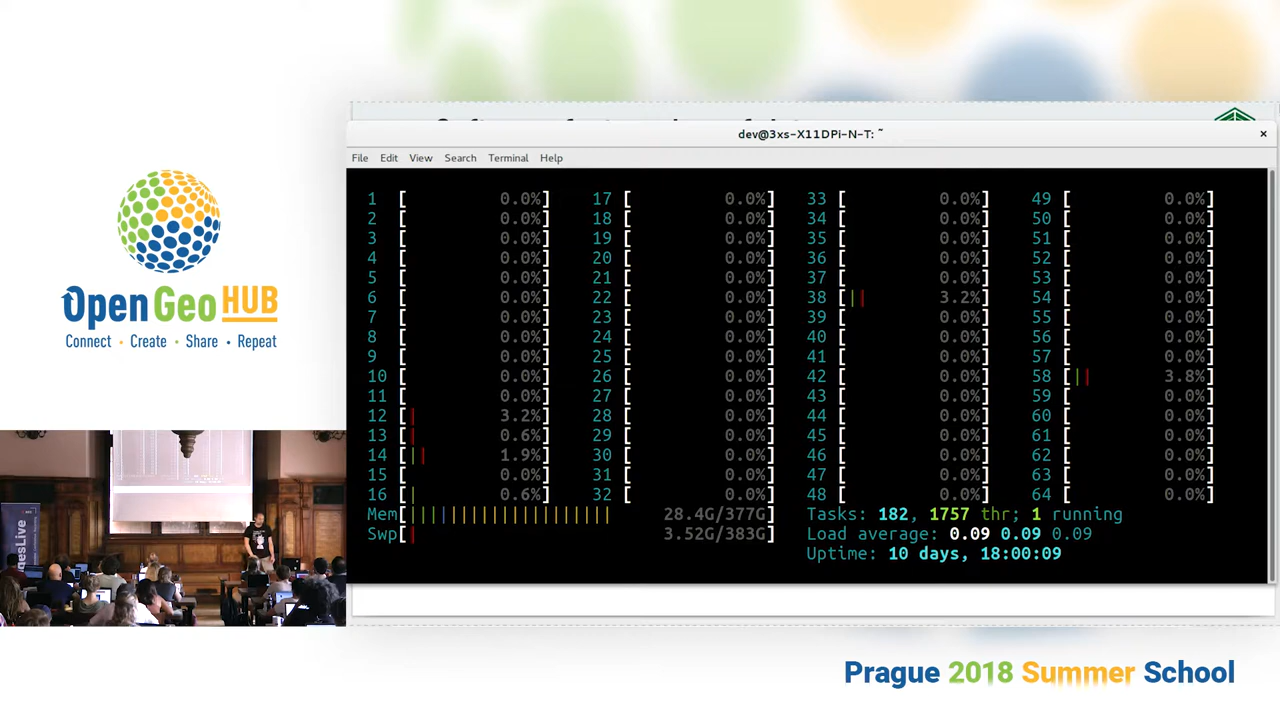 Open GeoHUB
Connect · Create · Share · Repeat
dev@3xs-X11DPi-N-T: ~
×
File Edit View Search Terminal Help
1 [ 0.0%] 17 [ 0.0%] 33 [ 0.0%] 49 [ 0.0%]
2 [ 0.0%] 18 [ 0.0%] 34 [ 0.0%] 50 [ 0.0%]
3 [ 0.0%] 19 [ 0.0%] 35 [ 0.0%] 51 [ 0.0%]
4 [ 0.0%] 20 [ 0.0%] 36 [ 0.0%] 52 [ 0.0%]
5 [ 0.0%] 21 [ 0.0%] 37 [ 0.0%] 53 [ 0.0%]
6 [ 0.0%] 22 [ 0.0%] 38 [|| 3.2%] 54 [ 0.0%]
7 [ 0.0%] 23 [ 0.0%] 39 [ 0.0%] 55 [ 0.0%]
8 [ 0.0%] 24 [ 0.0%] 40 [ 0.0%] 56 [ 0.0%]
9 [ 0.0%] 25 [ 0.0%] 41 [ 0.0%] 57 [ 0.0%]
10 [ 0.0%] 26 [ 0.0%] 42 [ 0.0%] 58 [|| 3.8%]
11 [ 0.0%] 27 [ 0.0%] 43 [ 0.0%] 59 [ 0.0%]
12 [| 3.2%] 28 [ 0.0%] 44 [ 0.0%] 60 [ 0.0%]
13 [| 0.6%] 29 [ 0.0%] 45 [ 0.0%] 61 [ 0.0%]
14 [|| 1.9%] 30 [ 0.0%] 46 [ 0.0%] 62 [ 0.0%]
15 [ 0.0%] 31 [ 0.0%] 47 [ 0.0%] 63 [ 0.0%]
16 [| 0.6%] 32 [ 0.0%] 48 [ 0.0%] 64 [ 0.0%]
Mem[|||||||||||||||||||| 28.4G/377G] Tasks: 182, 1757 thr; 1 running
Swp[| 3.52G/383G] Load average: 0.09 0.09 0.09
Uptime: 10 days, 18:00:09
nesLive
Prague 2018 Summer School